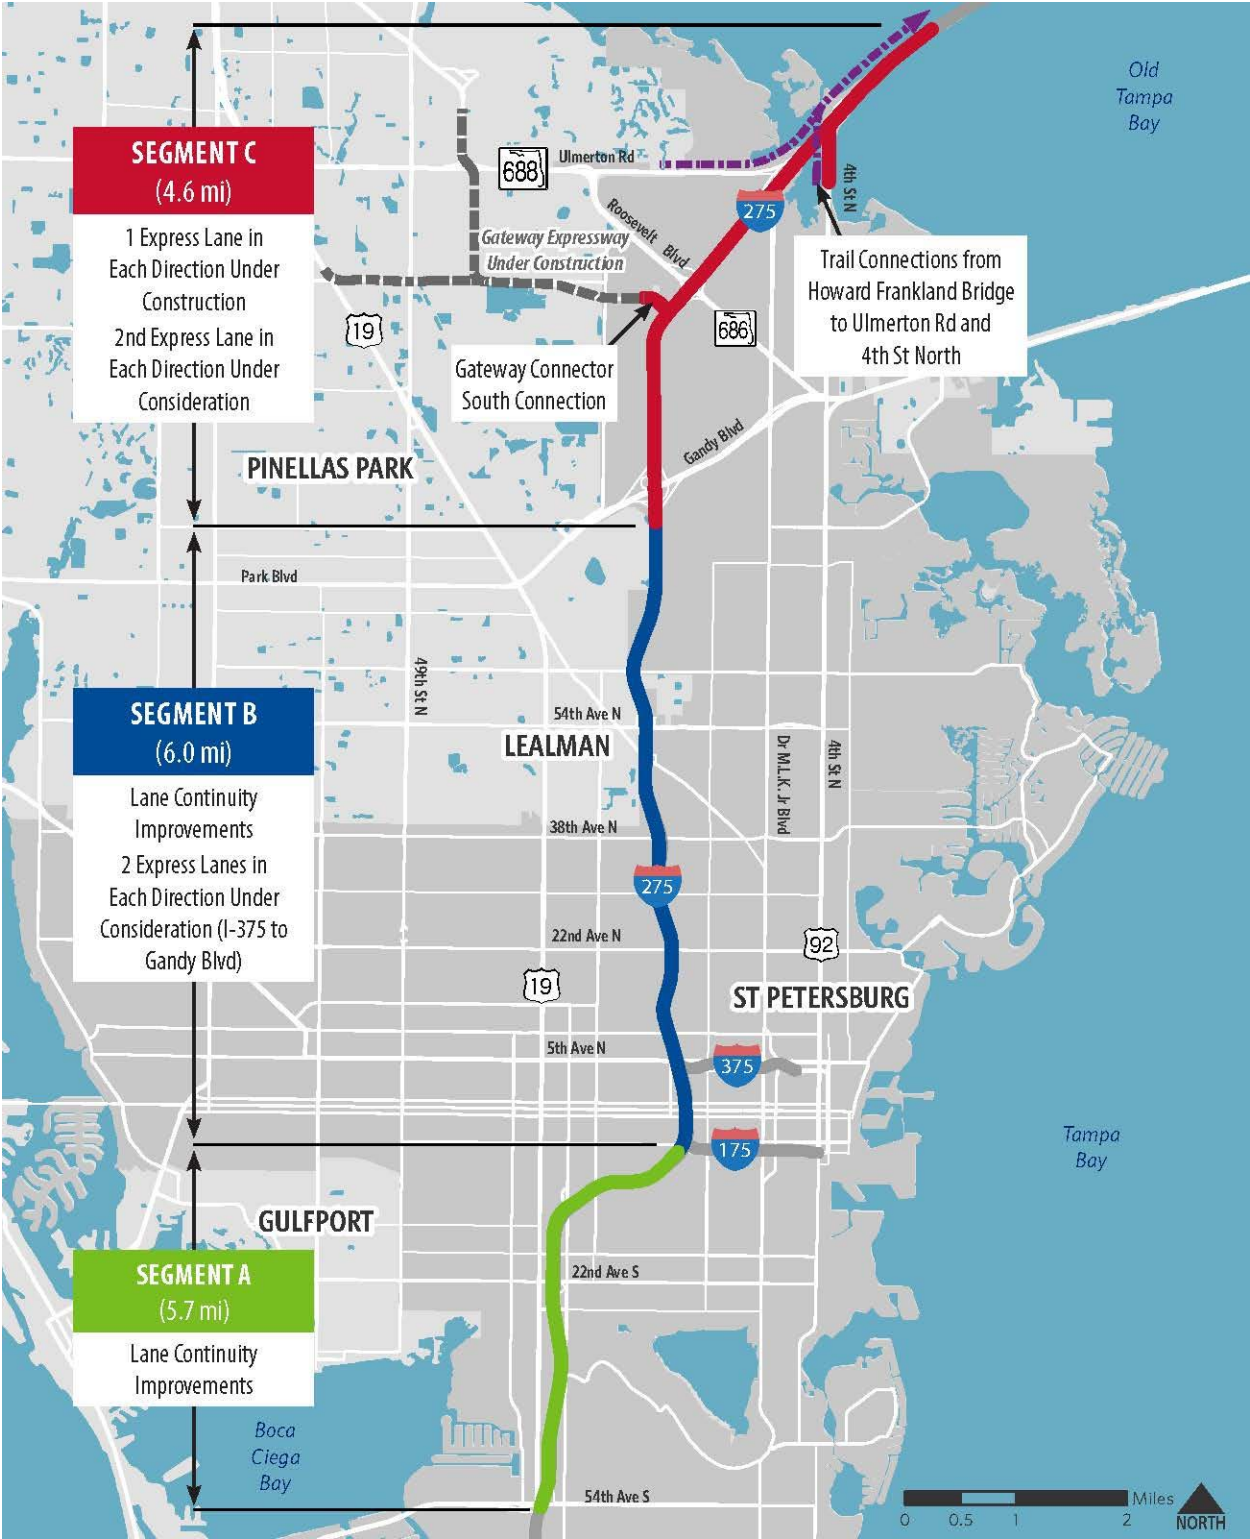 Old
Tampa
Bay
SEGMENT C
(4.6 mi)
1 Express Lane in
Each Direction Under
Construction
2nd Express Lane in
Each Direction Under
Consideration
688
Ulmerton Rd
275
4th St N
Roosevelt Blvd
Gateway Expressway
Under Construction
Trail Connections from
Howard Frankland Bridge
to Ulmerton Rd and
4th St North
19
686
Gateway Connector
South Connection
Gandy Blvd
PINELLAS PARK
Park Blvd
49th St N
SEGMENT B
(6.0 mi)
Lane Continuity
Improvements
2 Express Lanes in
Each Direction Under
Consideration (I-375 to
Gandy Blvd)
54th Ave N
LEALMAN
Dr M.L.K. Jr Blvd
4th St N
38th Ave N
275
22nd Ave N
92
19
ST PETERSBURG
5th Ave N
375
175
Tampa
Bay
GULFPORT
SEGMENT A
(5.7 mi)
Lane Continuity
Improvements
22nd Ave S
Boca
Ciega
Bay
54th Ave S
Miles
0 0.5 1 2
NORTH